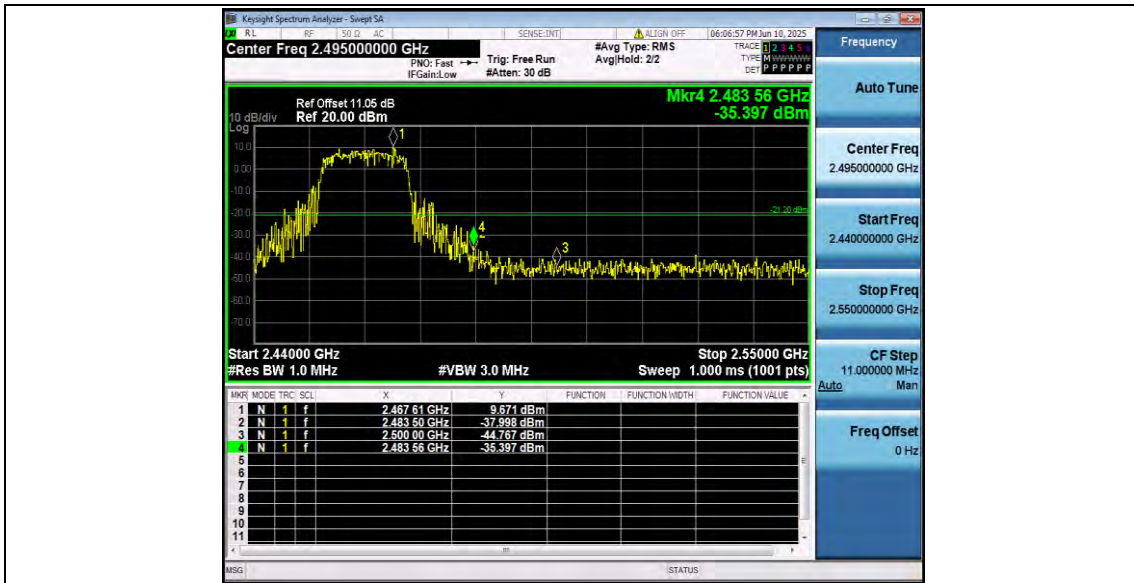 Keysight Spectrum Analyzer - Swept SA
RL RF 50 Ω AC SENSE:INT ALIGN OFF 06:06:57 PM Jun 10, 2025
Center Freq 2.495000000 GHz
PNO: Fast
IFGain:Low
Trig: Free Run
#Atten: 30 dB
#Avg Type: RMS
Avg|Hold: 2/2
TRACE 1 2 3 4 5 6
TYPE M W W W W W
DET P P P P P P
Frequency
Auto Tune
Center Freq
2.495000000 GHz
Start Freq
2.440000000 GHz
Stop Freq
2.550000000 GHz
CF Step
11.000000 MHz
Auto Man
Freq Offset
0 Hz
Mkr4 2.483 56 GHz
-35.397 dBm
Ref Offset 11.05 dB
10 dB/div Ref 20.00 dBm
Log
10.0
0.00
-10.0
-20.0
-30.0
-40.0
-50.0
-60.0
-70.0
1
4
3
-21.20 dBm
Start 2.44000 GHz Stop 2.55000 GHz
#Res BW 1.0 MHz #VBW 3.0 MHz Sweep 1.000 ms (1001 pts)
MKR MODE TRC SCL X Y FUNCTION FUNCTION WIDTH FUNCTION VALUE
1 N 1 f 2.467 61 GHz 9.671 dBm
2 N 1 f 2.483 50 GHz -37.998 dBm
3 N 1 f 2.500 00 GHz -44.767 dBm
4 N 1 f 2.483 56 GHz -35.397 dBm
5
6
7
8
9
10
11
MSG STATUS